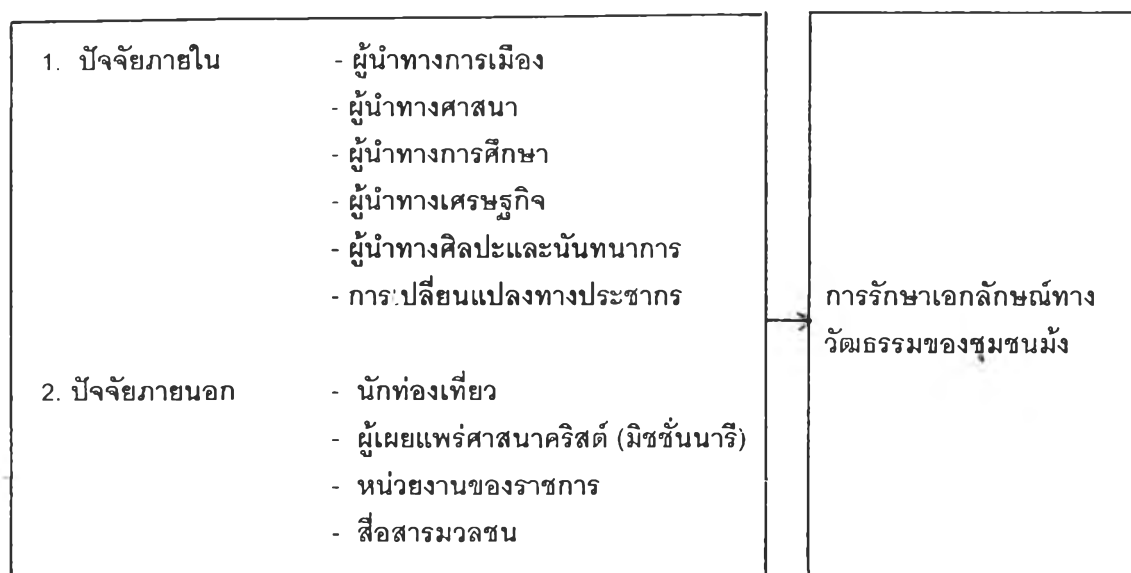 1. ปัจจัยภายใน - ผู้นำทางการเมือง
- ผู้นำทางศาสนา
- ผู้นำทางการศึกษา
- ผู้นำทางเศรษฐกิจ
- ผู้นำทางศิลปะและนันทนาการ
- การเปลี่ยนแปลงทางประชากร
2. ปัจจัยภายนอก - นักท่องเที่ยว
- ผู้เผยแพร่ศาสนาคริสต์ (มิชชั่นนารี)
- หน่วยงานของราชการ
- สื่อสารมวลชน
การรักษาเอกลักษณ์ทาง
วัฒธรรมของชุมชนม้ง